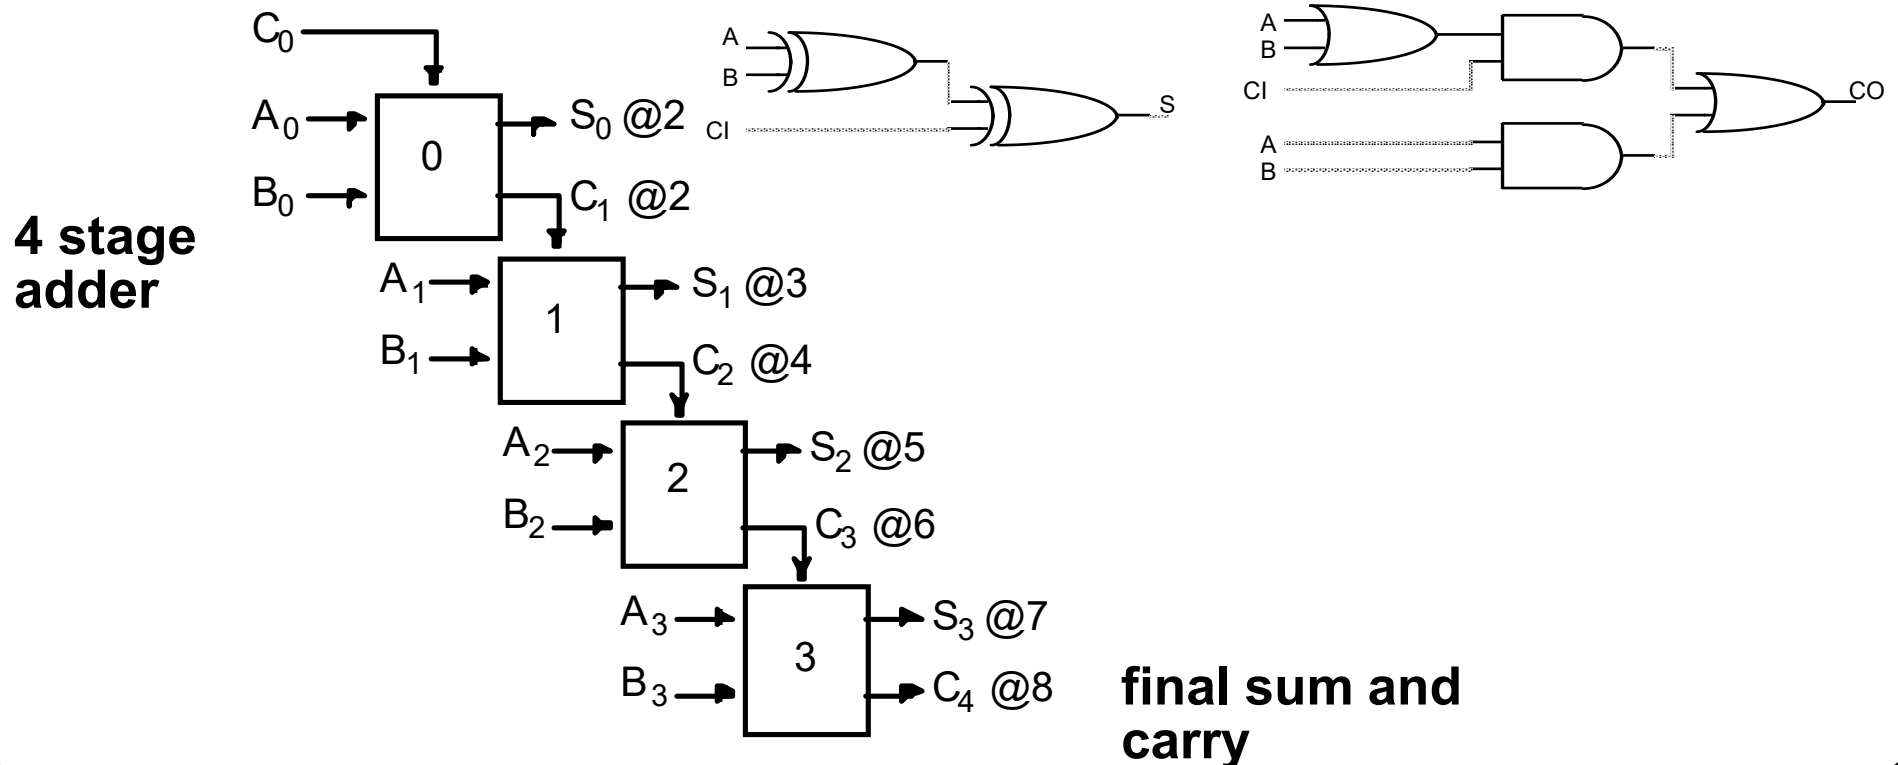 4 stage
adder
C0
A0
B0
0
S0 @2
C1 @2
A1
B1
1
S1 @3
C2 @4
A2
B2
2
S2 @5
C3 @6
A3
B3
3
S3 @7
C4 @8
A
B
CI
S
A
B
CI
A
B
CO
final sum and
carry